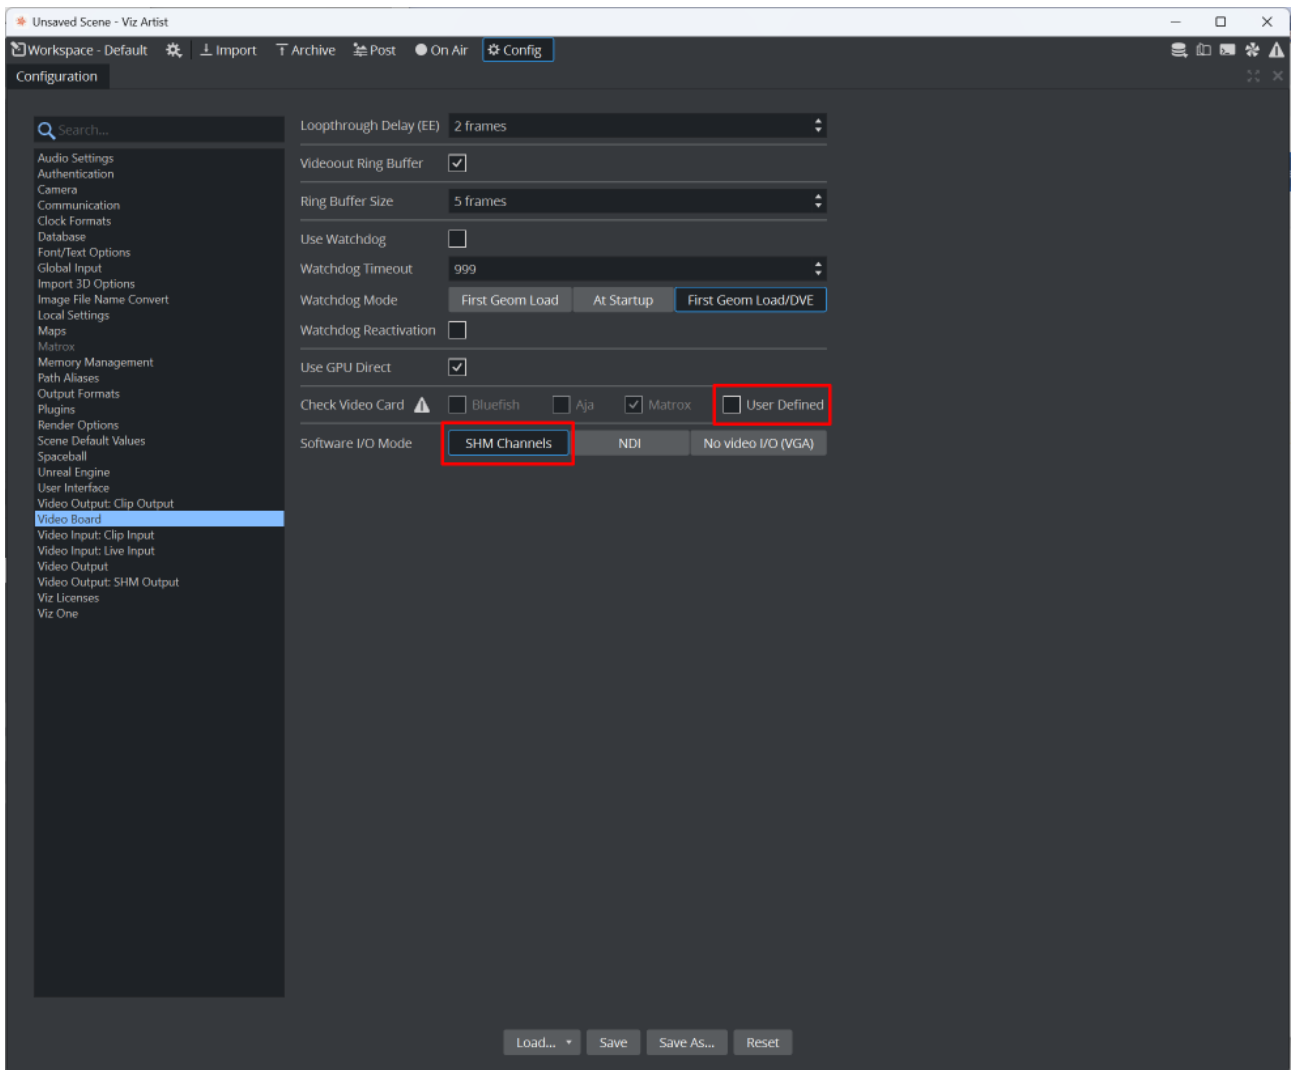 Unsaved Scene - Viz Artist
Workspace - Default Import Archive Post On Air Config
Configuration
Search...
Audio Settings
Authentication
Camera
Communication
Clock Formats
Database
Font/Text Options
Global Input
Import 3D Options
Image File Name Convert
Local Settings
Maps
Matrox
Memory Management
Path Aliases
Output Formats
Plugins
Render Options
Scene Default Values
Spaceball
Unreal Engine
User Interface
Video Output: Clip Output
Video Board
Video Input: Clip Input
Video Input: Live Input
Video Output
Video Output: SHM Output
Viz Licenses
Viz One
Loopthrough Delay (EE) 2 frames
Videoout Ring Buffer
Ring Buffer Size 5 frames
Use Watchdog
Watchdog Timeout 999
Watchdog Mode First Geom Load At Startup First Geom Load/DVE
Watchdog Reactivation
Use GPU Direct
Check Video Card Bluefish Aja Matrox User Defined
Software I/O Mode SHM Channels NDI No video I/O (VGA)
Load... Save Save As... Reset